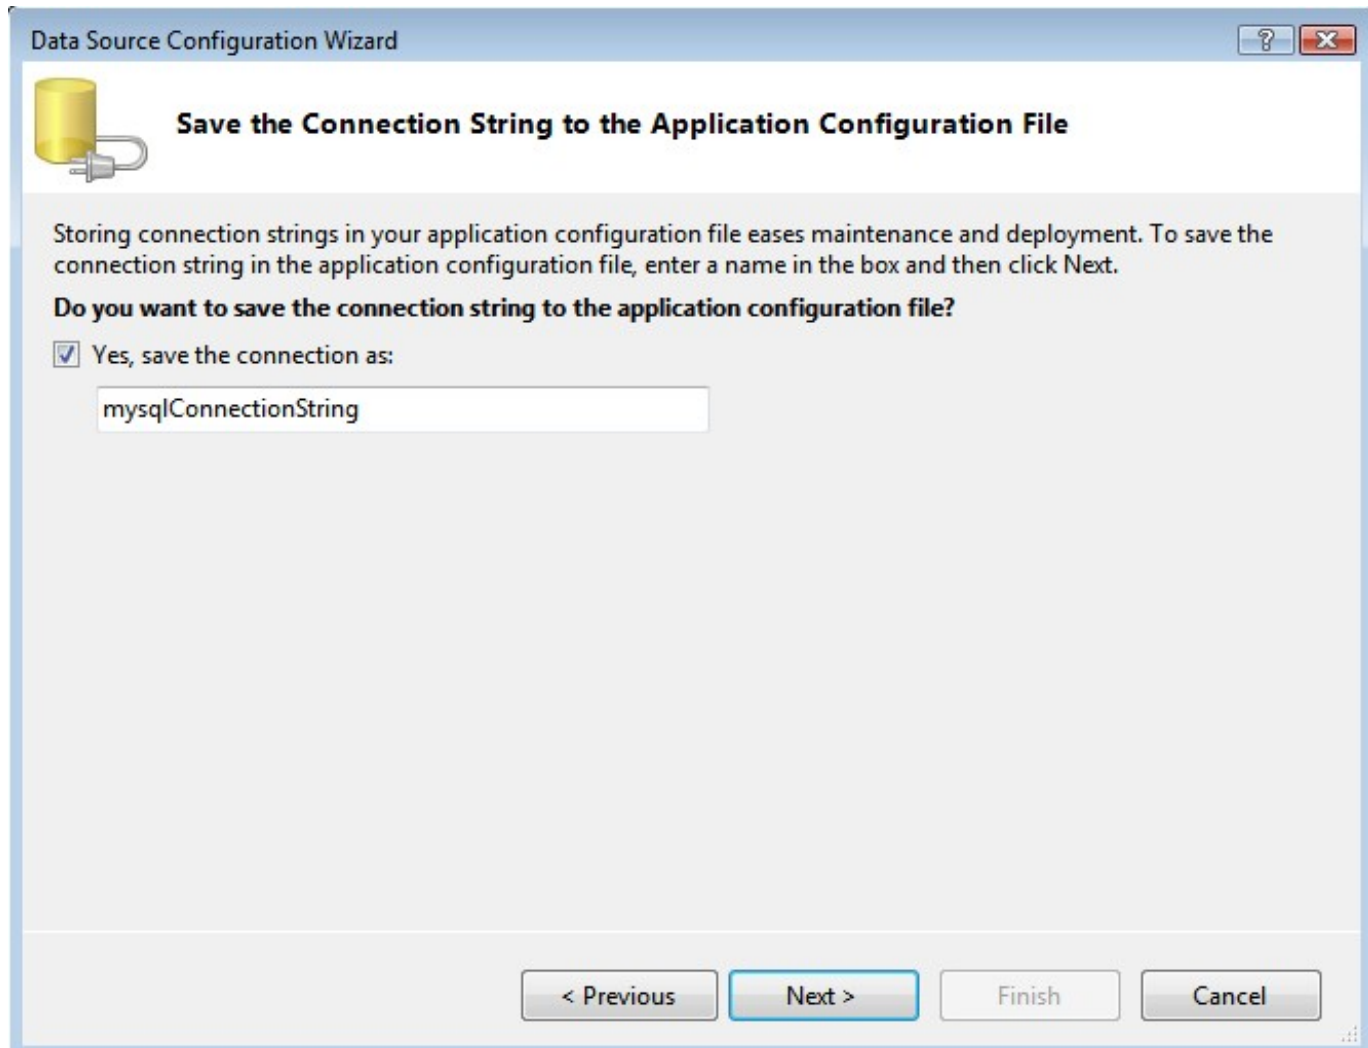 Data Source Configuration Wizard
Save the Connection String to the Application Configuration File
Storing connection strings in your application configuration file eases maintenance and deployment. To save the
connection string in the application configuration file, enter a name in the box and then click Next.
Do you want to save the connection string to the application configuration file?
Yes, save the connection as:
mysqlConnectionString
< Previous
Next >
Finish
Cancel